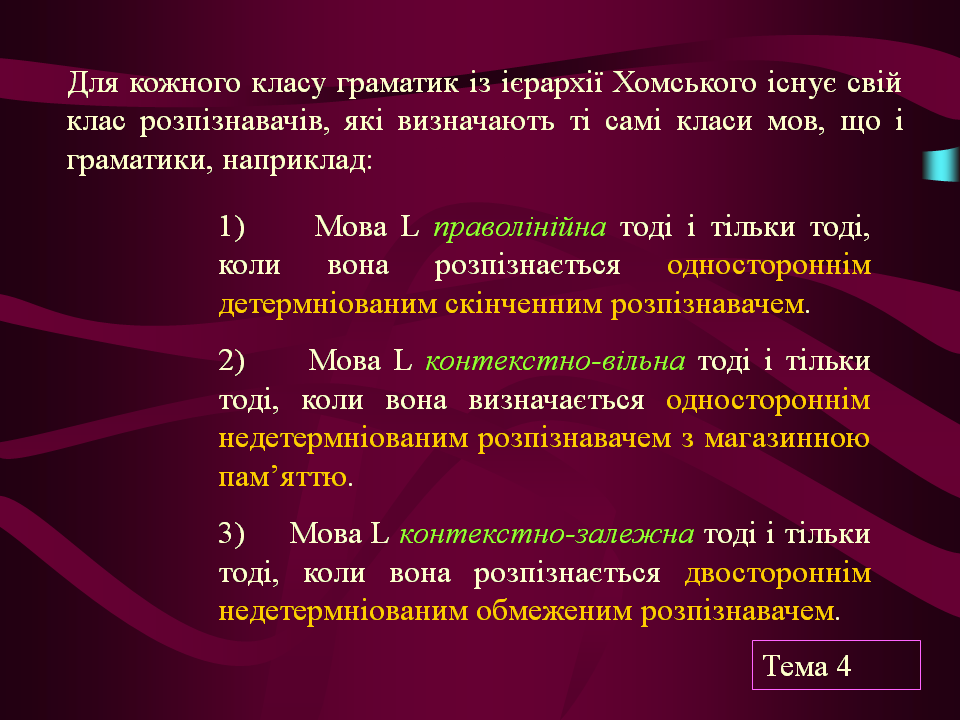 Для кожного класу граматик із ієрархії Хомського існує свій
клас розпізнавачів, які визначають ті самі класи мов, що і
граматики, наприклад:
1) Мова L праволінійна тоді і тільки тоді,
коли вона розпізнається одностороннім
детермніованим скінченним розпізнавачем.
2) Мова L контекстно-вільна тоді і тільки
тоді, коли вона визначається одностороннім
недетермніованим розпізнавачем з магазинною
пам’яттю.
3) Мова L контекстно-залежна тоді і тільки
тоді, коли вона розпізнається двостороннім
недетермніованим обмеженим розпізнавачем.
Тема 4